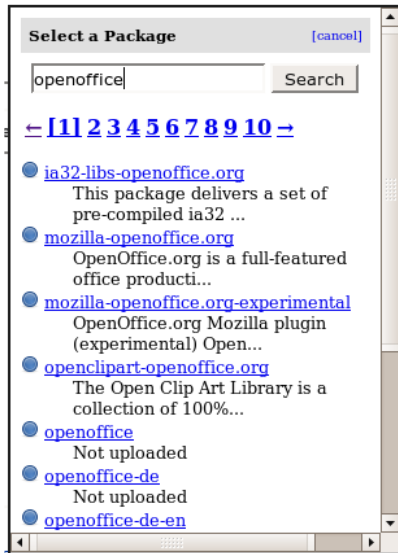 Select a Package [cancel]
openoffice Search
← [1] 2 3 4 5 6 7 8 9 10 →
ia32-libs-openoffice.org
This package delivers a set of
pre-compiled ia32 ...
mozilla-openoffice.org
OpenOffice.org is a full-featured
office producti...
mozilla-openoffice.org-experimental
OpenOffice.org Mozilla plugin
(experimental) Open...
openclipart-openoffice.org
The Open Clip Art Library is a
collection of 100%...
openoffice
Not uploaded
openoffice-de
Not uploaded
openoffice-de-en